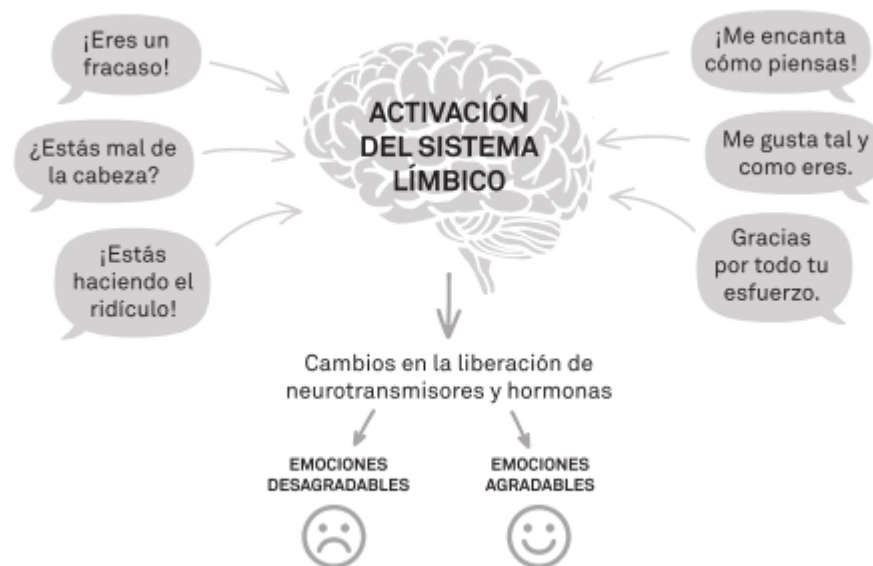 ¡Eres un
fracaso!
¿Estás mal de
la cabeza?
¡Estás
haciendo el
ridículo!
ACTIVACIÓN
DEL SISTEMA
LÍMBICO
¡Me encanta
cómo piensas!
Me gusta tal y
como eres.
Gracias
por todo tu
esfuerzo.
Cambios en la liberación de
neurotransmisores y hormonas
EMOCIONES
DESAGRADABLES
EMOCIONES
AGRADABLES